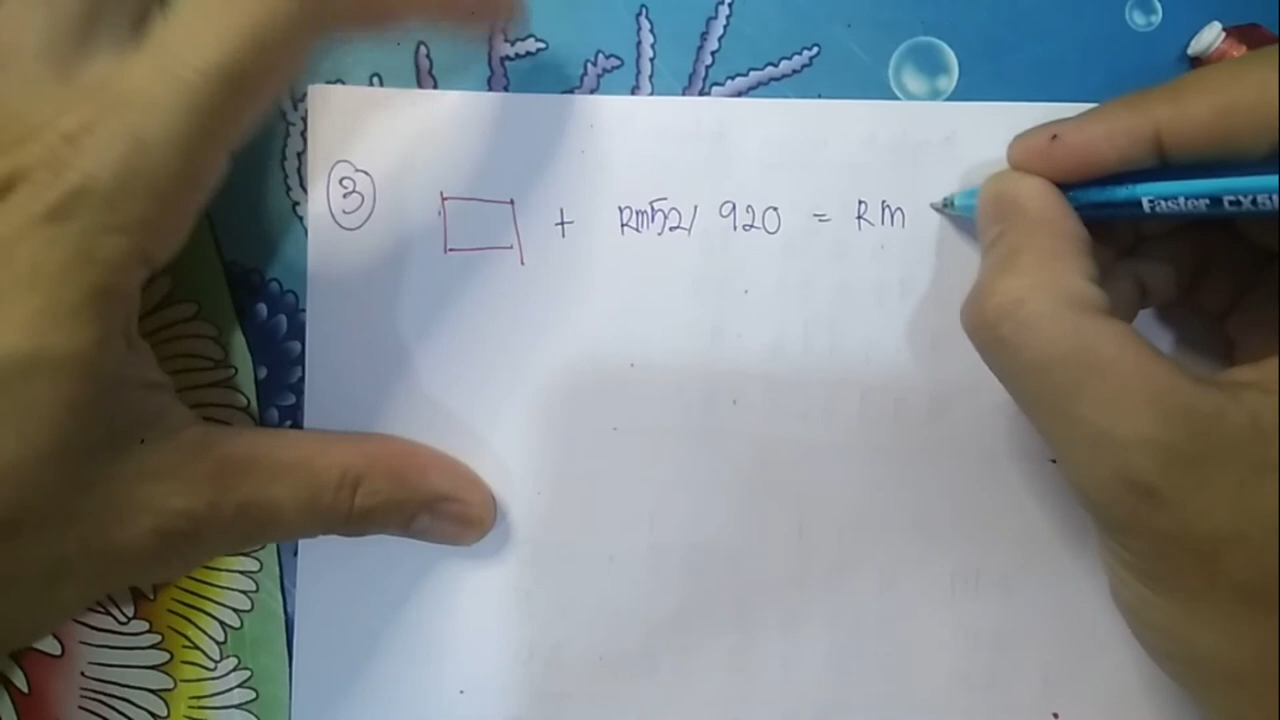 ③ □ + RM521 920 = RM
Faster CX5